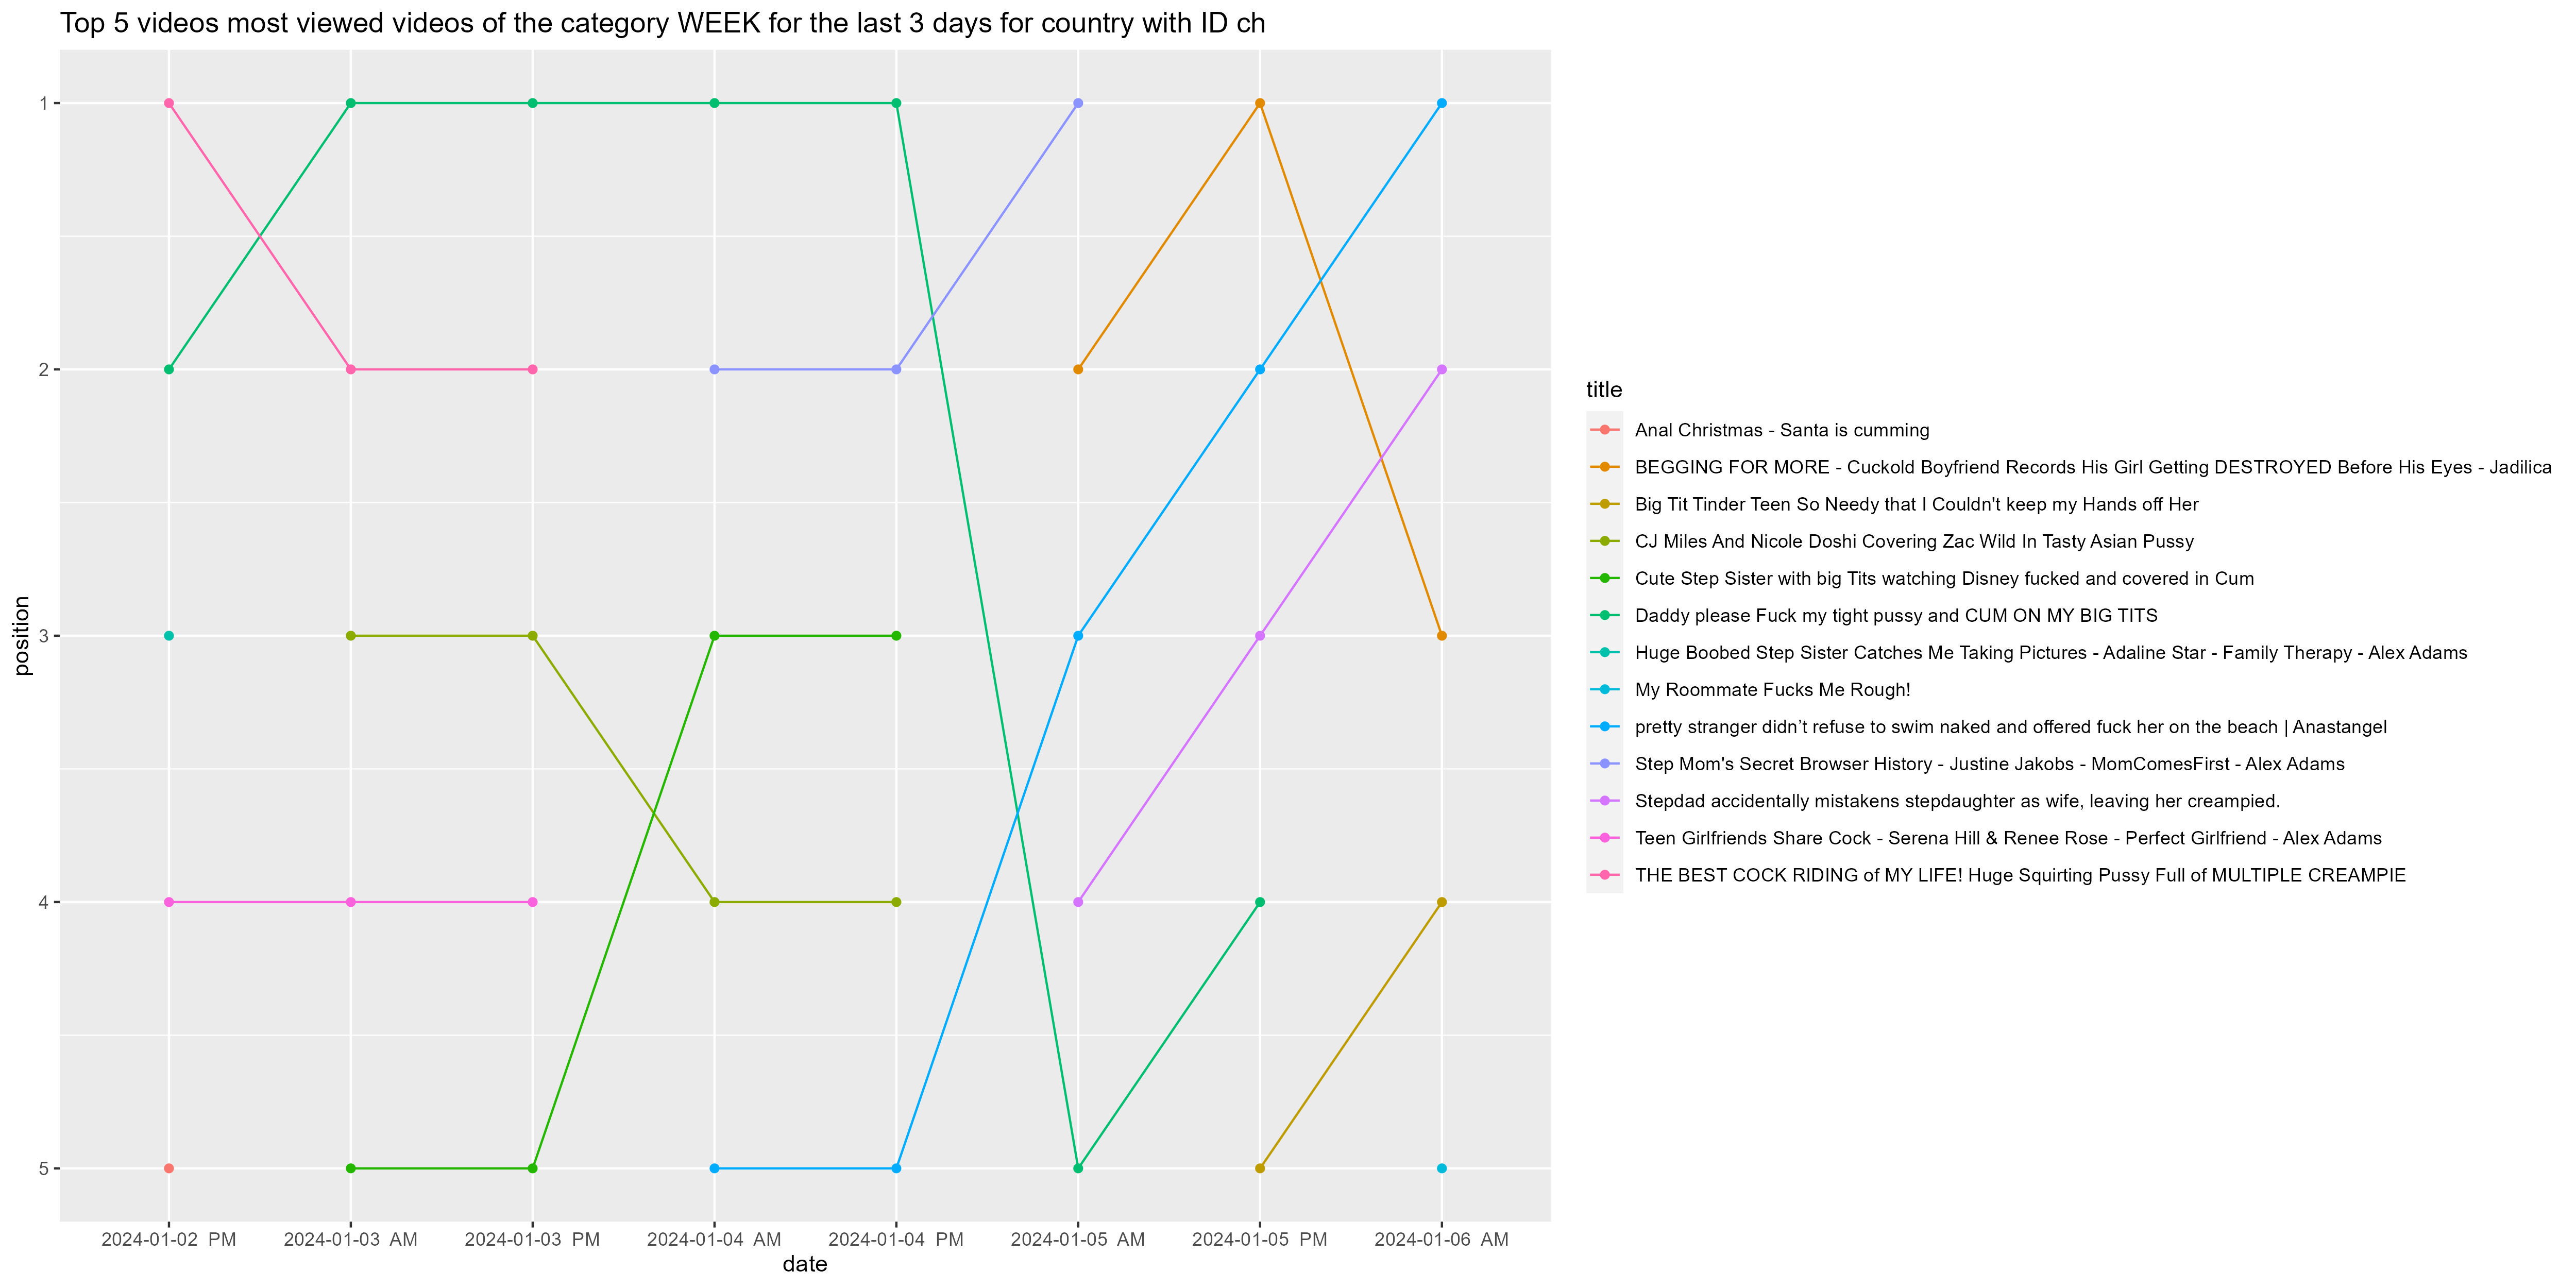 Top 5 videos most viewed videos of the category WEEK for the last 3 days for country with ID ch
position
1
2
3
4
5
2024-01-02 PM
2024-01-03 AM
2024-01-03 PM
2024-01-04 AM
2024-01-04 PM
2024-01-05 AM
2024-01-05 PM
2024-01-06 AM
date
title
Anal Christmas - Santa is cumming
BEGGING FOR MORE - Cuckold Boyfriend Records His Girl Getting DESTROYED Before His Eyes - Jadilica
Big Tit Tinder Teen So Needy that I Couldn't keep my Hands off Her
CJ Miles And Nicole Doshi Covering Zac Wild In Tasty Asian Pussy
Cute Step Sister with big Tits watching Disney fucked and covered in Cum
Daddy please Fuck my tight pussy and CUM ON MY BIG TITS
Huge Boobed Step Sister Catches Me Taking Pictures - Adaline Star - Family Therapy - Alex Adams
My Roommate Fucks Me Rough!
pretty stranger didn’t refuse to swim naked and offered fuck her on the beach | Anastangel
Step Mom's Secret Browser History - Justine Jakobs - MomComesFirst - Alex Adams
Stepdad accidentally mistakens stepdaughter as wife, leaving her creampied.
Teen Girlfriends Share Cock - Serena Hill & Renee Rose - Perfect Girlfriend - Alex Adams
THE BEST COCK RIDING of MY LIFE! Huge Squirting Pussy Full of MULTIPLE CREAMPIE